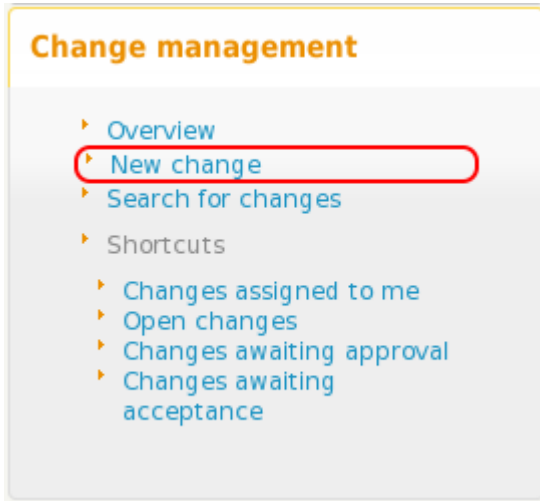 Change management
Overview
New change
Search for changes
Shortcuts
Changes assigned to me
Open changes
Changes awaiting approval
Changes awaiting
acceptance